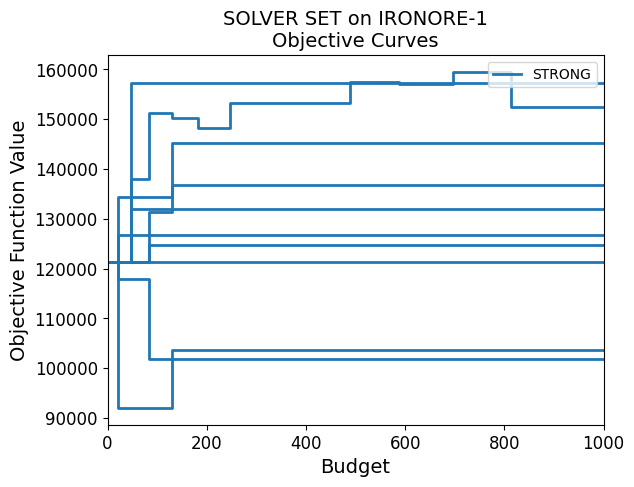 SOLVER SET on IRONORE-1
Objective Curves
STRONG
Objective Function Value
160000
150000
140000
130000
120000
110000
100000
90000
0
200
400
600
800
1000
Budget